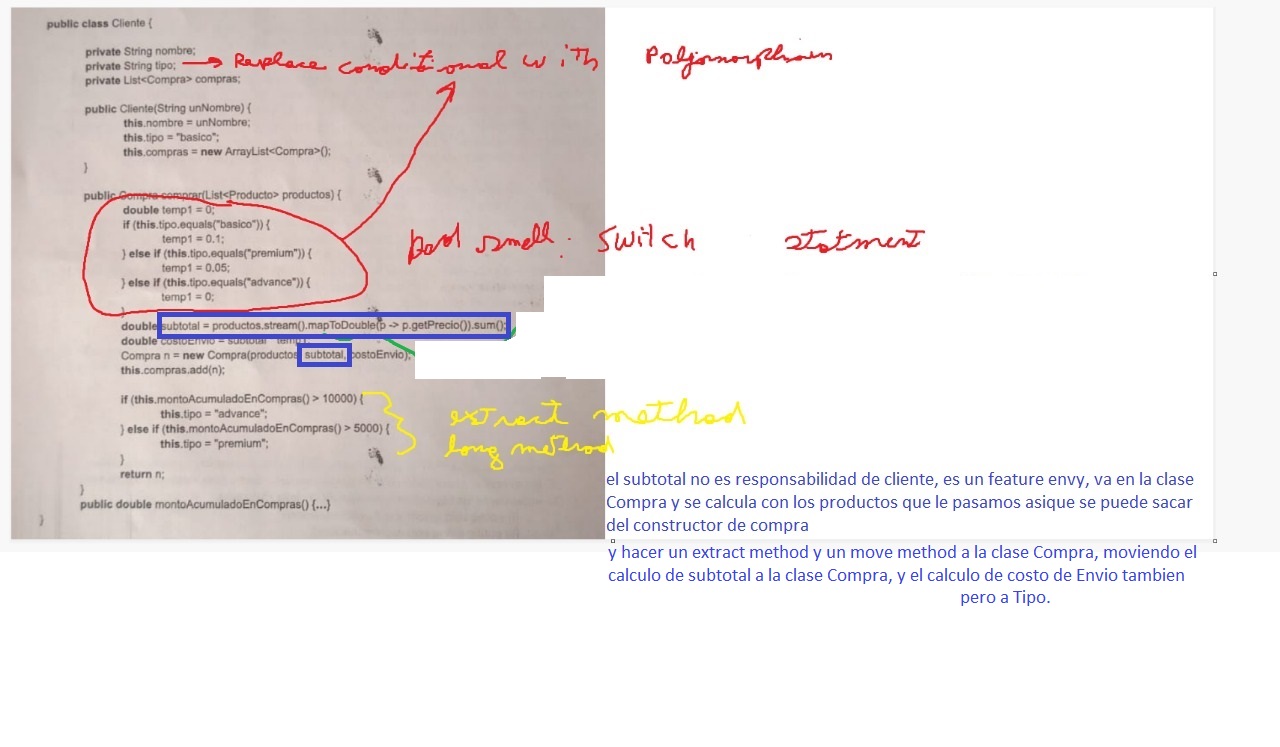 public class Cliente {
private String nombre;
private String tipo; → Replace conditional with Polymorphism
private List<Compra> compras;
public Cliente(String unNombre) {
this.nombre = unNombre;
this.tipo = "basico";
this.compras = new ArrayList<Compra>();
}
public Compra comprar(List<Producto> productos) {
double temp1 = 0;
if (this.tipo.equals("basico")) {
temp1 = 0.1;
} else if (this.tipo.equals("premium")) {
temp1 = 0.05;
} else if (this.tipo.equals("advance")) {
temp1 = 0;
}
bad smell: switch statment
double subtotal = productos.stream().mapToDouble(p -> p.getPrecio()).sum();
double costoEnvio = subtotal temp1
Compra n = new Compra(productos subtotal, costoEnvio);
this.compras.add(n);
if (this.montoAcumuladoEnCompras() > 10000) {
this.tipo = "advance";
} else if (this.montoAcumuladoEnCompras() > 5000) {
this.tipo = "premium";
}
return n;
}
public double montoAcumuladoEnCompras() {...}
}
extract method
long method
el subtotal no es responsabilidad de cliente, es un feature envy, va en la clase
Compra y se calcula con los productos que le pasamos asique se puede sacar
del constructor de compra
y hacer un extract method y un move method a la clase Compra, moviendo el
calculo de subtotal a la clase Compra, y el calculo de costo de Envio tambien
pero a Tipo.